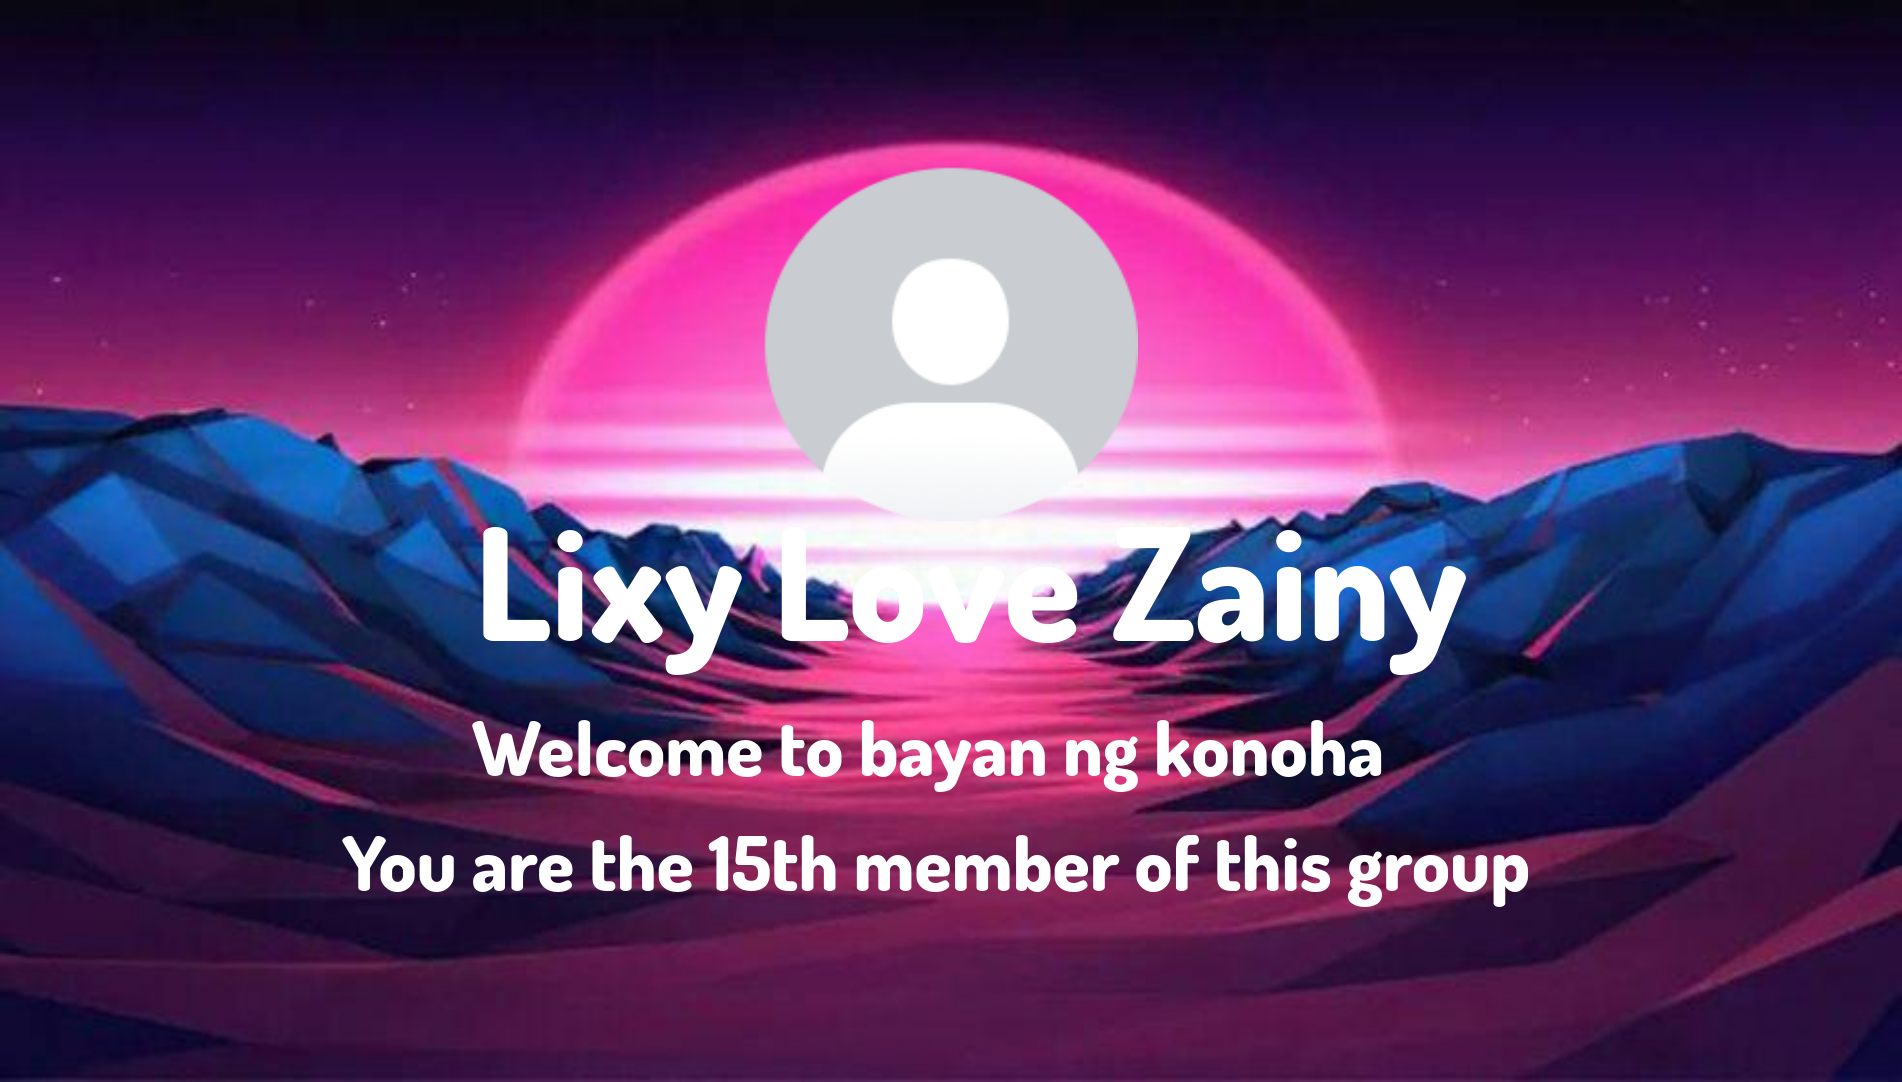 Lixy Love Zainy
Welcome to bayan ng konoha
You are the 15th member of this group